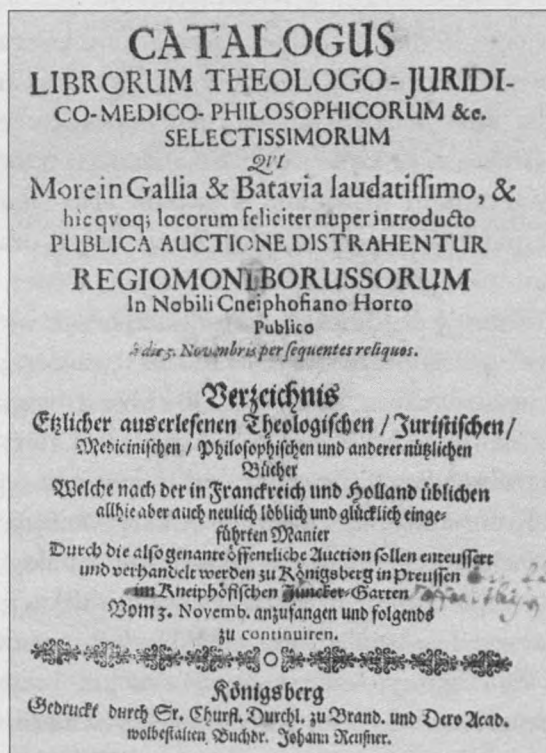 CATALOGUS
LIBRORUM THEOLOGO-JURIDI-
CO-MEDICO-PHILOSOPHICORUM &c.
SELECTISSIMORUM
QVI
More in Gallia & Batavia laudatiſſimo, &
hic qvoq; locorum feliciter nuper introducto
PUBLICA AUCTIONE DISTRAHENTUR
REGIOMONTI BORUSSORUM
In Nobili Cneiphofiano Horto
Publico
à die 3. Novembris per ſequentes reliquos.
Verzeichnis
Etzlicher auserleſenen Theologiſchen / Juriſtiſchen /
Mediciniſchen / Philoſophiſchen und anderer nützlichen
Bücher
Welche nach der in Franckreich und Holland üblichen
allhie aber auch neulich löblich und glücklich einge-
führten Manier
Durch die alſo genante öffentliche Auction ſollen enteuſſert
und verhandelt werden zu Königsberg in Preuſſen
im Kneiphöfiſchen Juncker-Garten
Vom 3. Novemb. anzufangen und folgends
zu continuiren.
Königsberg
Gedruckt durch Sr. Churfl. Durchl. zu Brand. und Dero Acad.
wolbeſtalten Buchdr. Johann Reuſner.